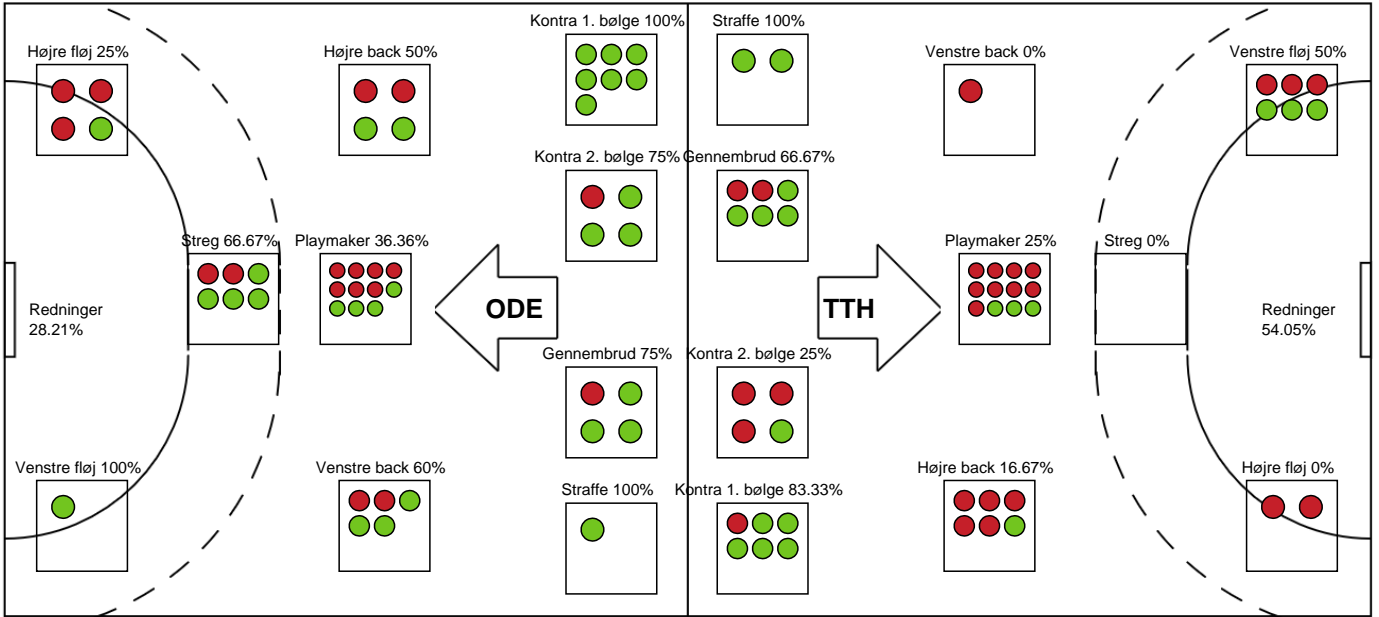 Kontra 1. bølge 100%
Straffe 100%
Højre fløj 25%
Højre back 50%
Venstre back 0%
Venstre fløj 50%
Kontra 2. bølge 75%
Gennembrud 66.67%
Streg 66.67%
Playmaker 36.36%
Playmaker 25%
Streg 0%
Redninger
28.21%
ODE
TTH
Redninger
54.05%
Gennembrud 75%
Kontra 2. bølge 25%
Venstre fløj 100%
Venstre back 60%
Straffe 100%
Kontra 1. bølge 83.33%
Højre back 16.67%
Højre fløj 0%